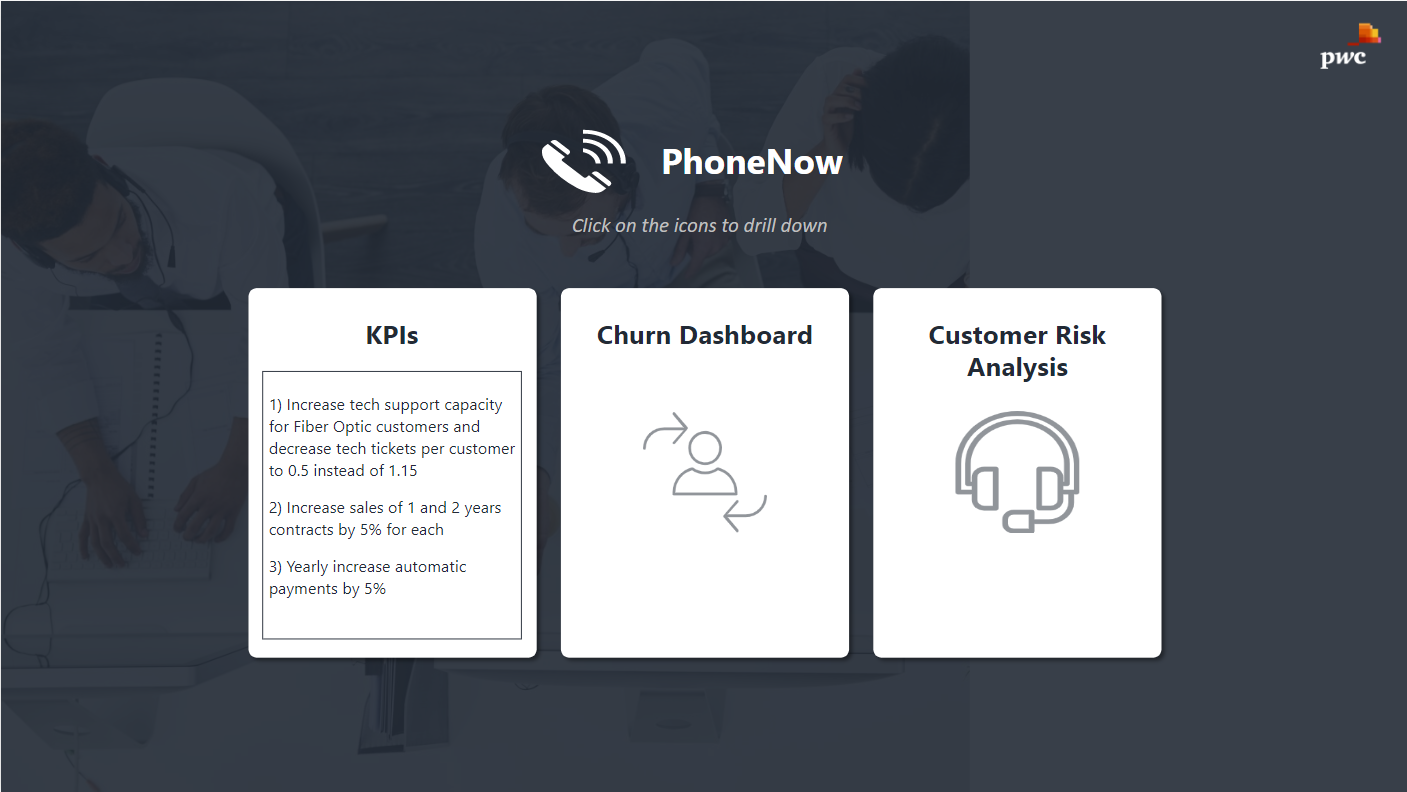 pwc
PhoneNow
Click on the icons to drill down
KPIs
1) Increase tech support capacity
for Fiber Optic customers and
decrease tech tickets per customer
to 0.5 instead of 1.15
2) Increase sales of 1 and 2 years
contracts by 5% for each
3) Yearly increase automatic
payments by 5%
Churn Dashboard
Customer Risk
Analysis